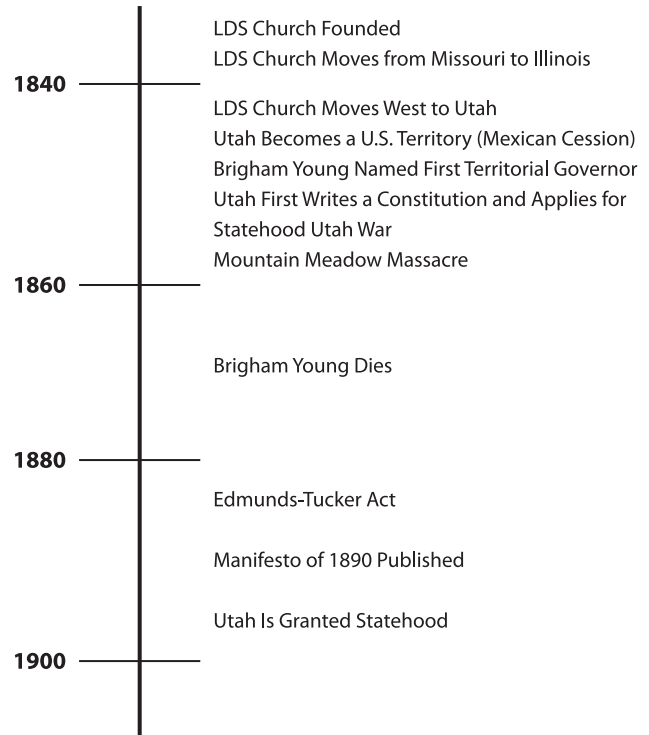 LDS Church Founded
LDS Church Moves from Missouri to Illinois
1840
LDS Church Moves West to Utah
Utah Becomes a U.S. Territory (Mexican Cession)
Brigham Young Named First Territorial Governor
Utah First Writes a Constitution and Applies for
Statehood Utah War
Mountain Meadow Massacre
1860
Brigham Young Dies
1880
Edmunds-Tucker Act
Manifesto of 1890 Published
Utah Is Granted Statehood
1900